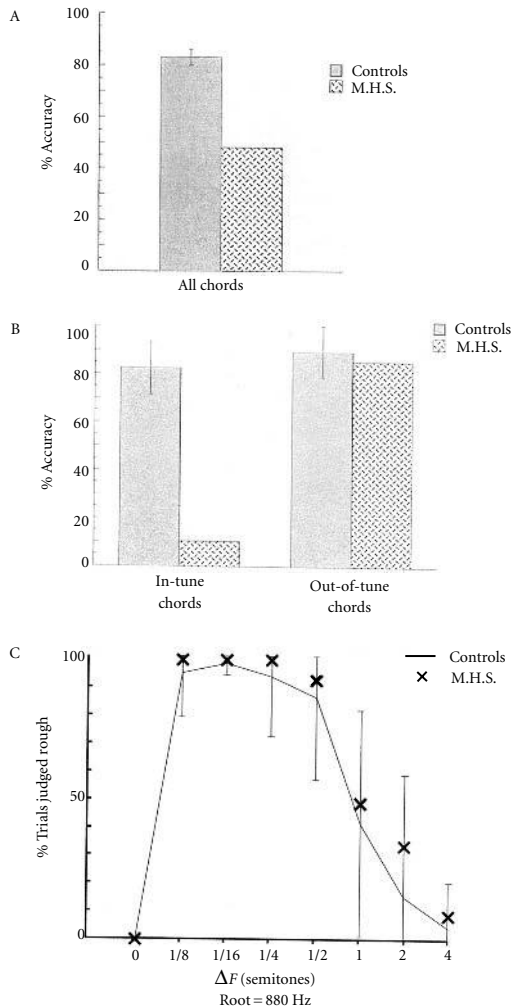 A
100
80
60
40
20
0
% Accuracy
Controls
M.H.S.
All chords
B
100
80
60
40
20
0
% Accuracy
Controls
M.H.S.
In-tune
chords
Out-of-tune
chords
C
100
50
0
% Trials judged rough
Controls
M.H.S.
0 1/8 1/16 1/4 1/2 1 2 4
ΔF (semitones)
Root = 880 Hz